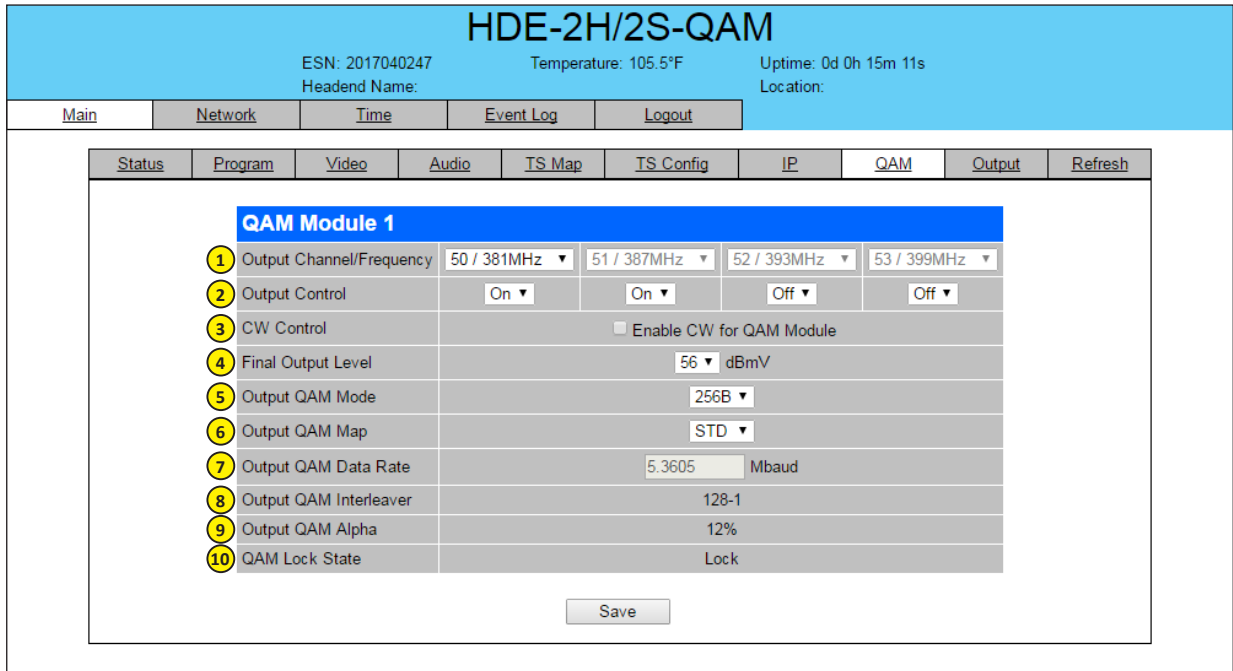 HDE-2H/2S-QAM
ESN: 2017040247 Temperature: 105.5°F Uptime: 0d 0h 15m 11s
Headend Name: Location:
Main Network Time Event Log Logout
Status Program Video Audio TS Map TS Config IP QAM Output Refresh
QAM Module 1
1 Output Channel/Frequency 50 / 381MHz 51 / 387MHz 52 / 393MHz 53 / 399MHz
2 Output Control On On Off Off
3 CW Control Enable CW for QAM Module
4 Final Output Level 56 dBmV
5 Output QAM Mode 256B
6 Output QAM Map STD
7 Output QAM Data Rate 5.3605 Mbaud
8 Output QAM Interleaver 128-1
9 Output QAM Alpha 12%
10 QAM Lock State Lock
Save